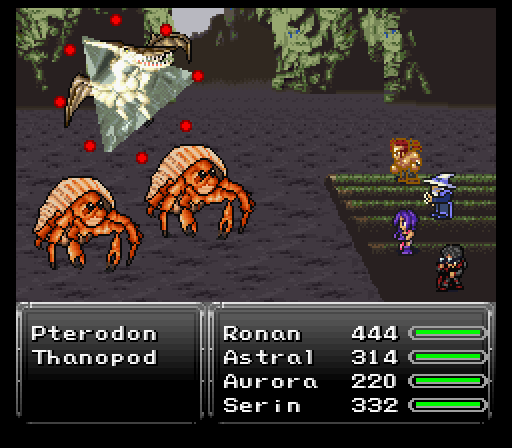 Pterodon
Thanopod
Ronan 444
Astral 314
Aurora 220
Serin 332